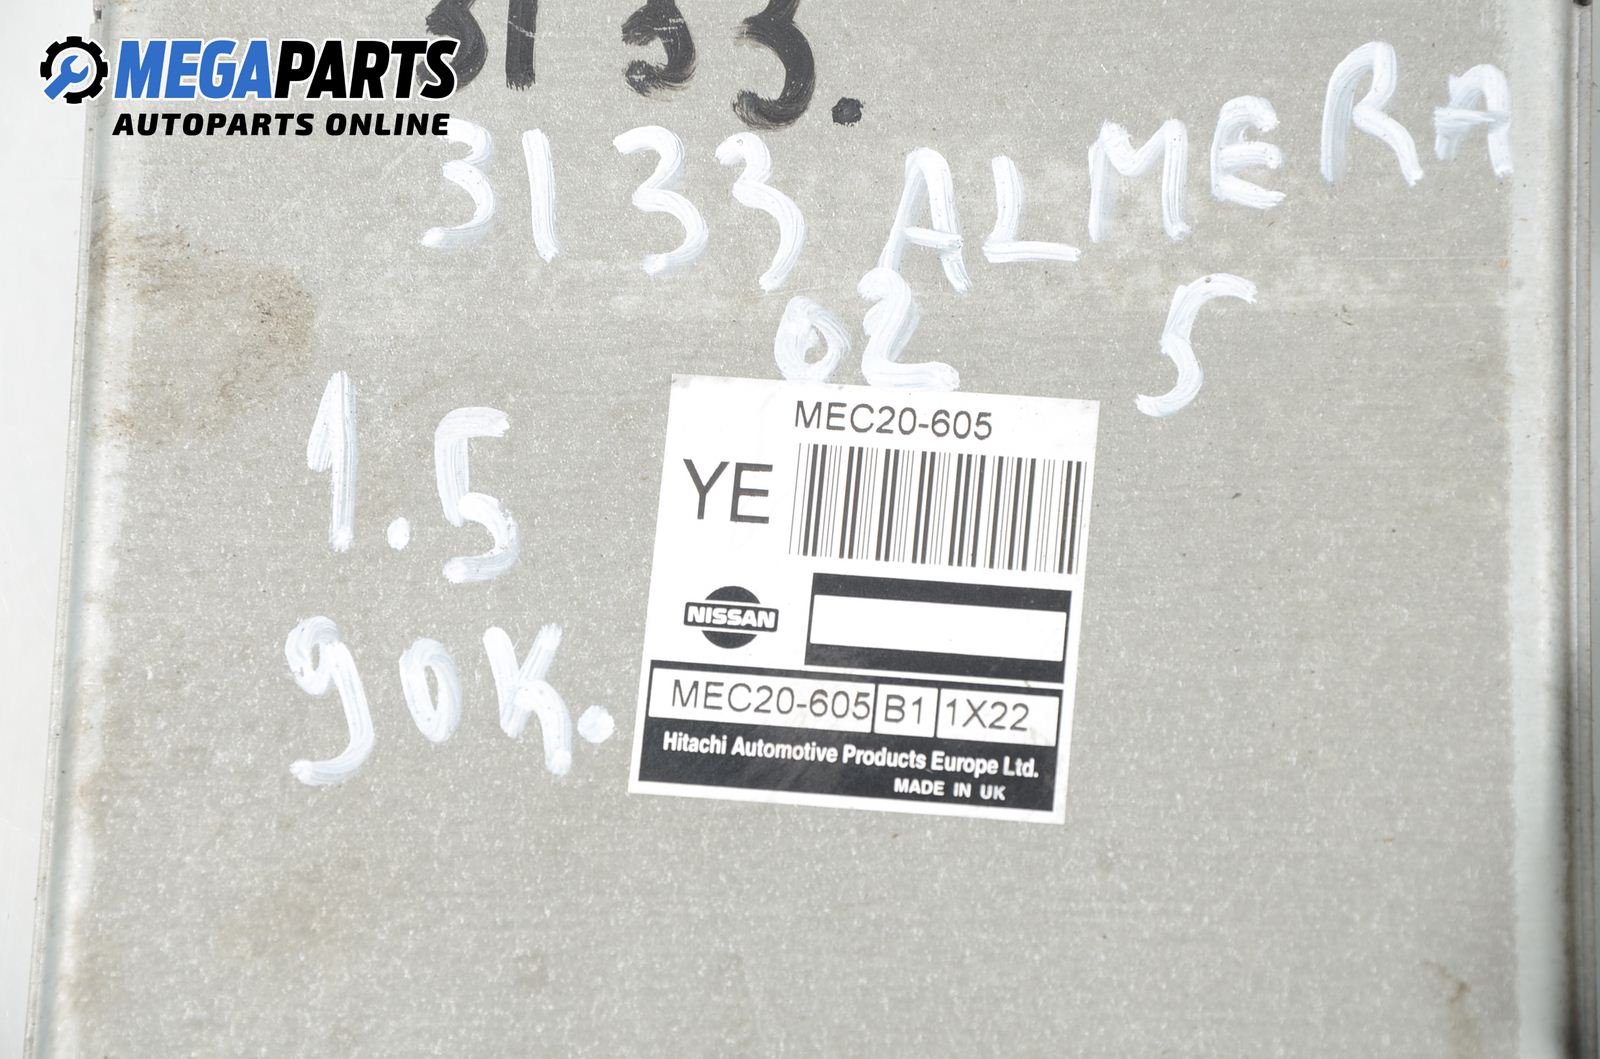 3133.
MEGAPARTS
AUTOPARTS ONLINE
3133 ALMERA
02 5
1.5
90K.
MEC20-605
YE
NISSAN
MEC20-605 B1 1X22
Hitachi Automotive Products Europe Ltd.
MADE IN UK